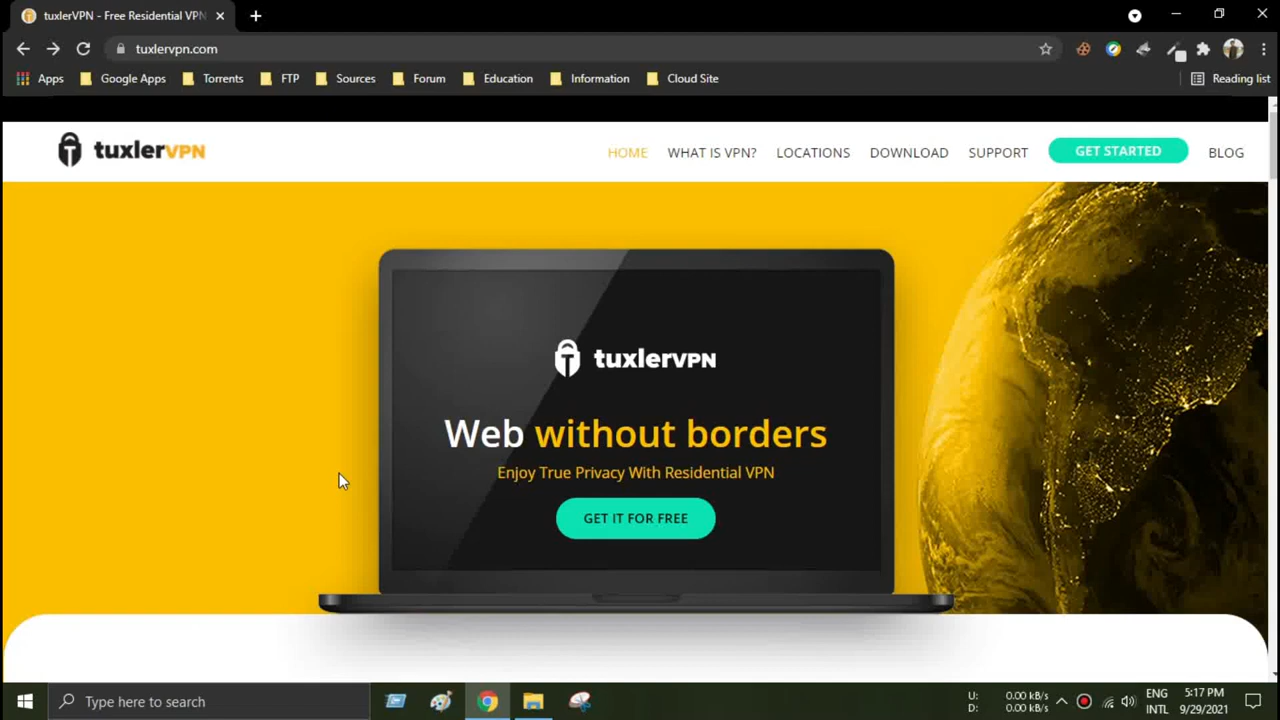 tuxlerVPN - Free Residential VPN
tuxlervpn.com
Apps Google Apps Torrents FTP Sources Forum Education Information Cloud Site Reading list
tuxlerVPN
HOME WHAT IS VPN? LOCATIONS DOWNLOAD SUPPORT GET STARTED BLOG
tuxlerVPN
Web without borders
Enjoy True Privacy With Residential VPN
GET IT FOR FREE
Type here to search
U: 0.00 kB/s
D: 0.00 kB/s
ENG
INTL
5:17 PM
9/29/2021